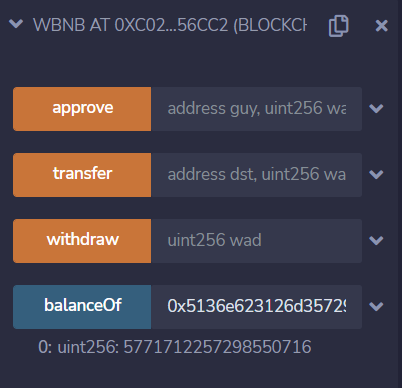 WBNB AT 0XC02...56CC2 (BLOCKCH
approve address guy, uint256 wa
transfer address dst, uint256 wa
withdraw uint256 wad
balanceOf 0x5136e623126d35729
0: uint256: 5771712257298550716